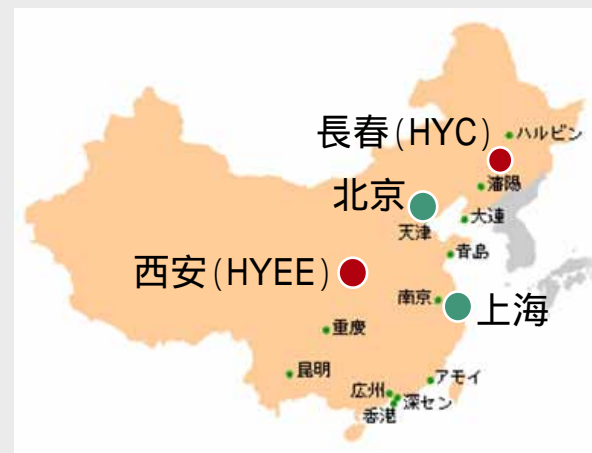 長春(HYC)
ハルビン
瀋陽
北京
大連
天津
青島
西安(HYEE)
南京
上海
重慶
昆明
アモイ
広州
深セン
香港